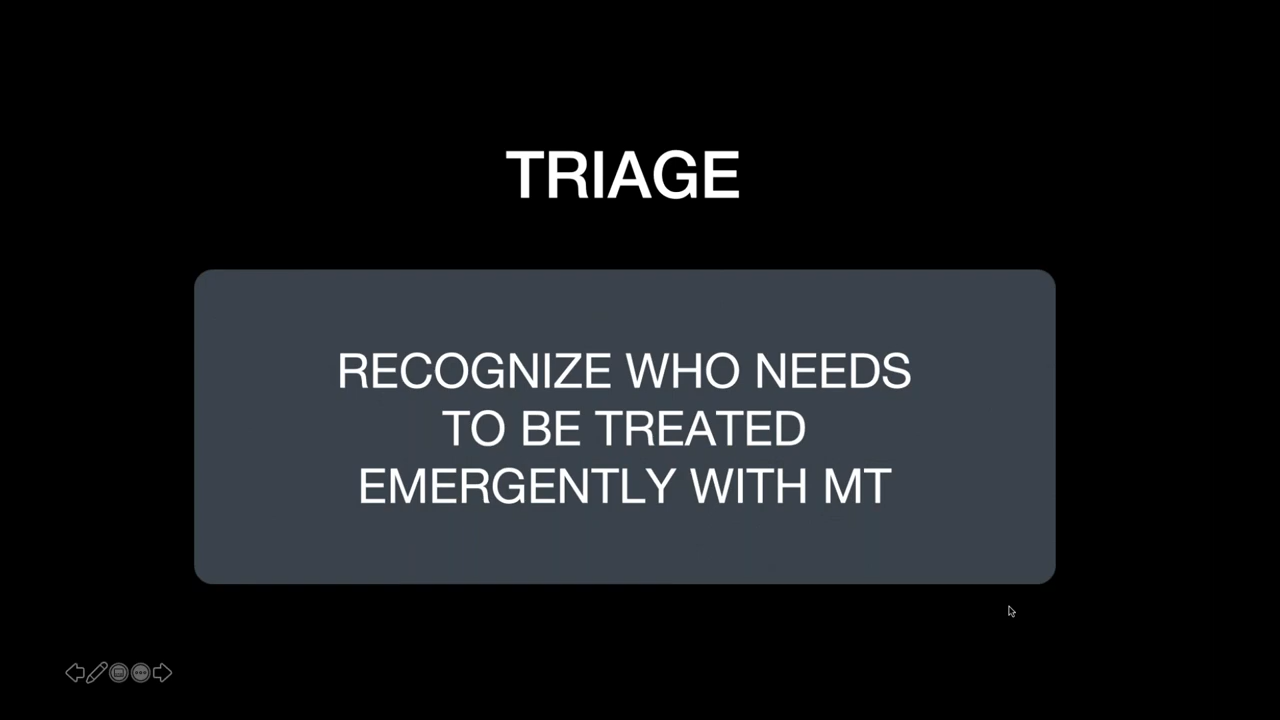 TRIAGE
RECOGNIZE WHO NEEDS
TO BE TREATED
EMERGENTLY WITH MT